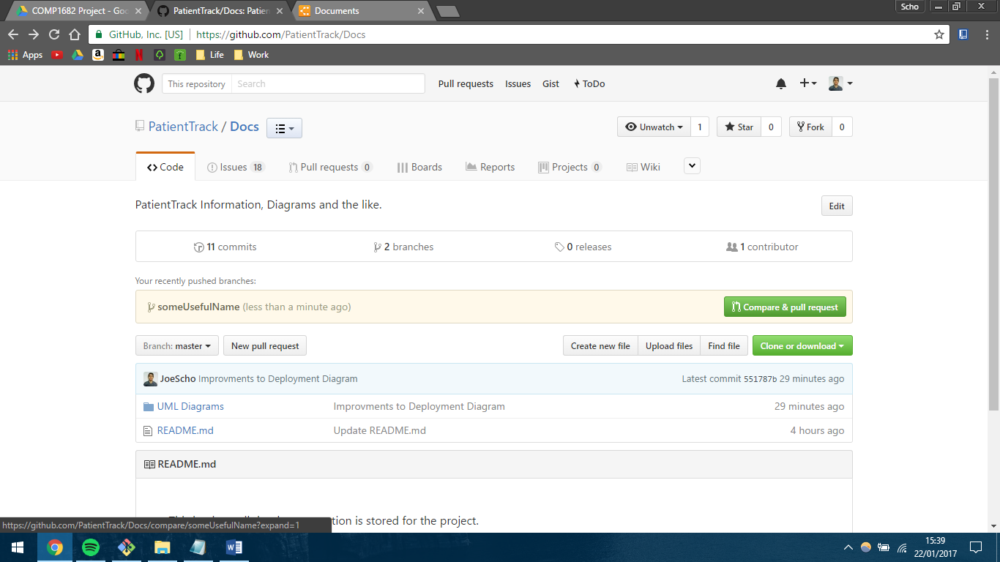 COMP1682 Project - Goo
PatientTrack/Docs: Patien
Documents
Scho
GitHub, Inc. [US]
https://github.com/PatientTrack/Docs
Apps
Life
Work
This repository
Search
Pull requests
Issues
Gist
ToDo
PatientTrack / Docs
Unwatch 1
Star 0
Fork 0
Code
Issues 18
Pull requests 0
Boards
Reports
Projects 0
Wiki
PatientTrack Information, Diagrams and the like.
Edit
11 commits
2 branches
0 releases
1 contributor
Your recently pushed branches:
someUsefulName (less than a minute ago)
Compare & pull request
Branch: master
New pull request
Create new file
Upload files
Find file
Clone or download
JoeScho Improvments to Deployment Diagram
Latest commit 551787b 29 minutes ago
UML Diagrams
Improvments to Deployment Diagram
29 minutes ago
README.md
Update README.md
4 hours ago
README.md
tion is stored for the project.
https://github.com/PatientTrack/Docs/compare/someUsefulName?expand=1
15:39
22/01/2017